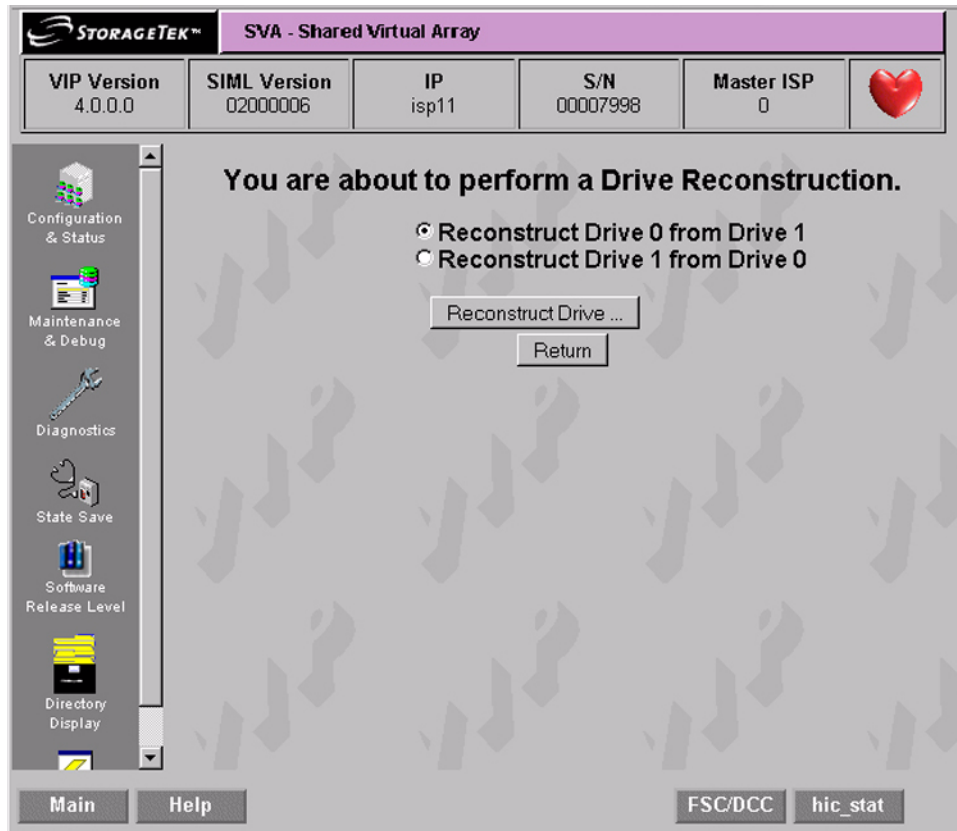 STORAGETEK™
SVA - Shared Virtual Array
VIP Version
4.0.0.0
SIML Version
02000006
IP
isp11
S/N
00007998
Master ISP
0
Configuration
& Status
Maintenance
& Debug
Diagnostics
State Save
Software
Release Level
Directory
Display
You are about to perform a Drive Reconstruction.
Reconstruct Drive 0 from Drive 1
Reconstruct Drive 1 from Drive 0
Reconstruct Drive ...
Return
Main
Help
FSC/DCC
hic_stat